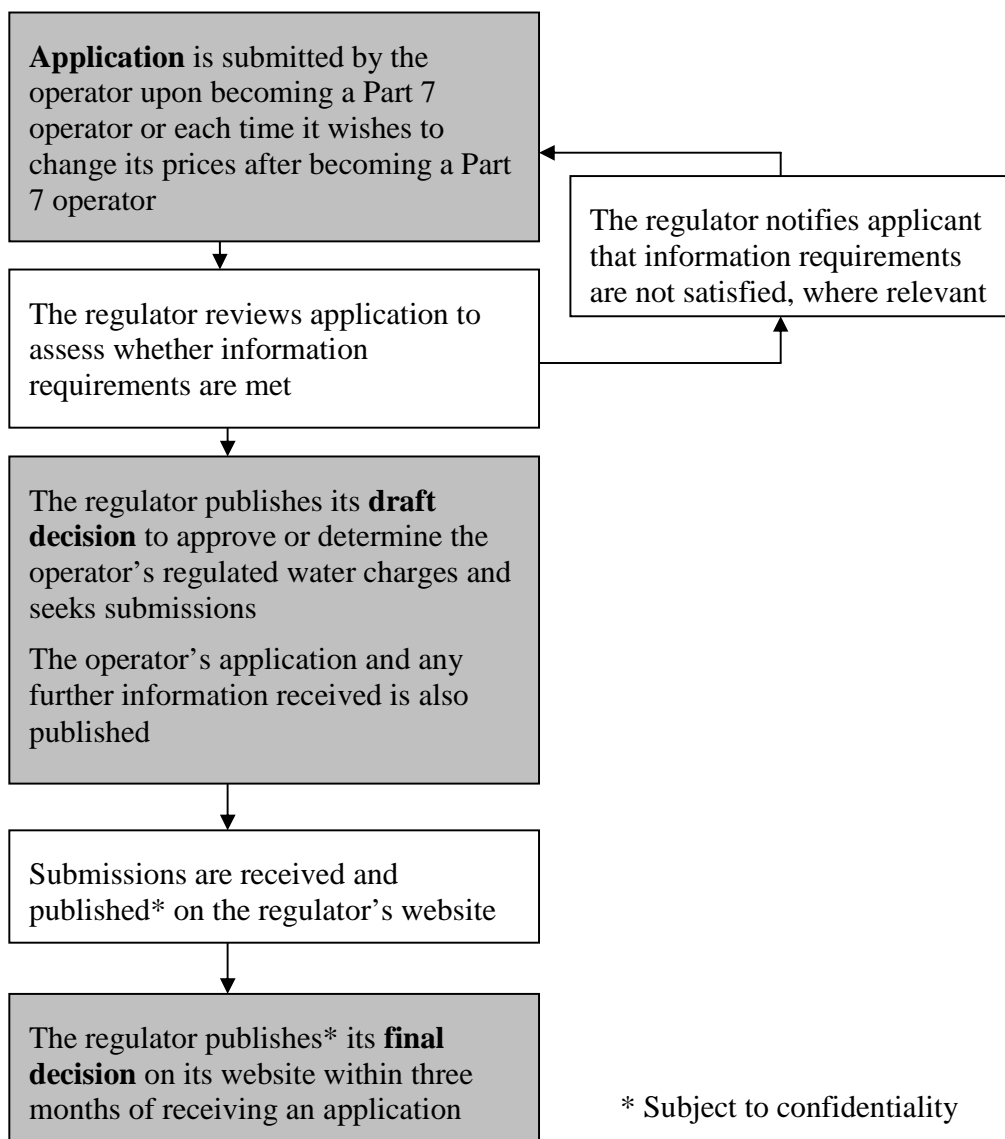 Application is submitted by the
operator upon becoming a Part 7
operator or each time it wishes to
change its prices after becoming a Part
7 operator
The regulator notifies applicant
that information requirements
are not satisfied, where relevant
The regulator reviews application to
assess whether information
requirements are met
The regulator publishes its draft
decision to approve or determine the
operator’s regulated water charges and
seeks submissions
The operator’s application and any
further information received is also
published
Submissions are received and
published* on the regulator’s website
The regulator publishes* its final
decision on its website within three
months of receiving an application
* Subject to confidentiality